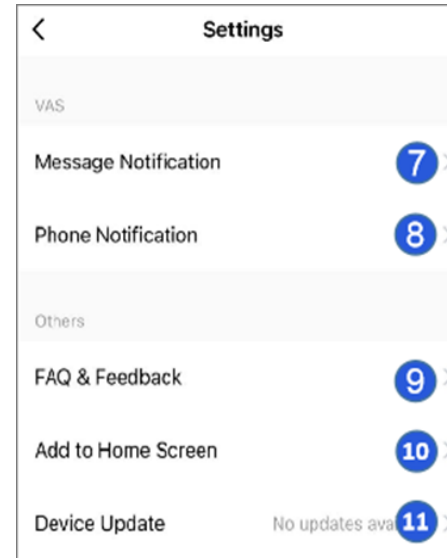 Settings
VAS
Message Notification 7
Phone Notification 8
Others
FAQ & Feedback 9
Add to Home Screen 10
Device Update No updates ava 11